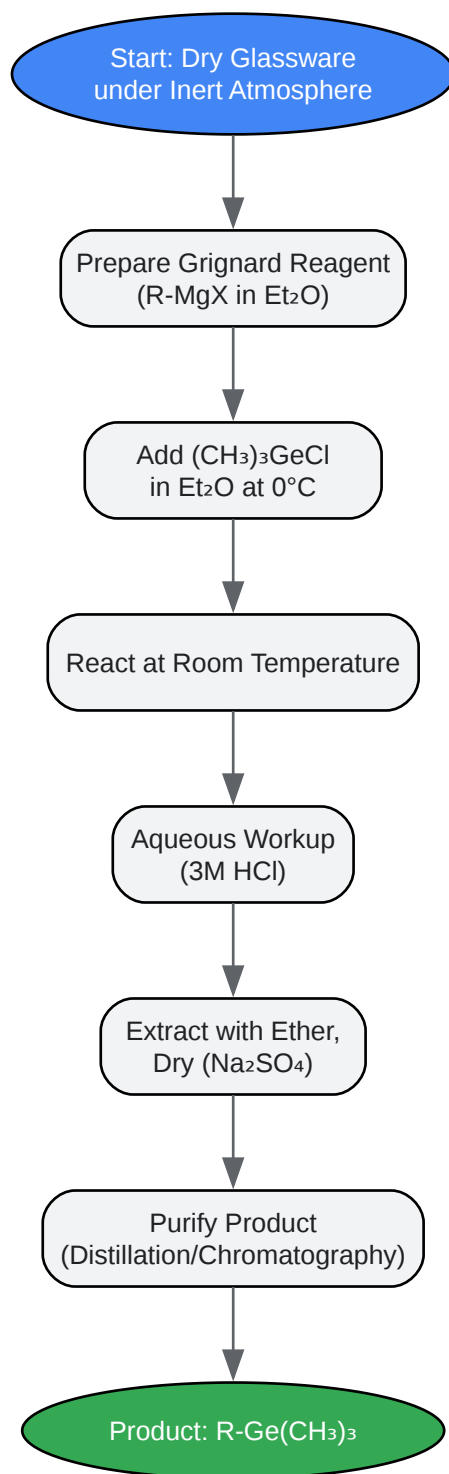 Start: Dry Glassware
under Inert Atmosphere
Prepare Grignard Reagent
(R-MgX in Et₂O)
Add (CH₃)₃GeCl
in Et₂O at 0°C
React at Room Temperature
Aqueous Workup
(3M HCl)
Extract with Ether,
Dry (Na₂SO₄)
Purify Product
(Distillation/Chromatography)
Product: R-Ge(CH₃)₃